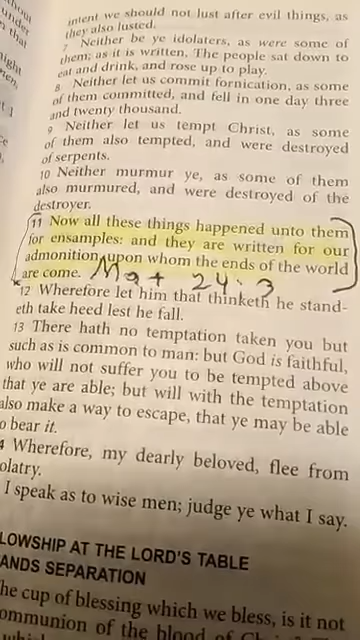 intent we should not lust after evil things, as
they also lusted.
7 Neither be ye idolaters, as were some of
them; as it is written, The people sat down to
eat and drink, and rose up to play.
8 Neither let us commit fornication, as some
of them committed, and fell in one day three
and twenty thousand.
9 Neither let us tempt Christ, as some
of them also tempted, and were destroyed
of serpents.
10 Neither murmur ye, as some of them
also murmured, and were destroyed of the
destroyer.
11 Now all these things happened unto them
for ensamples: and they are written for our
admonition, upon whom the ends of the world
are come. Mat 24:3
12 Wherefore let him that thinketh he stand-
eth take heed lest he fall.
13 There hath no temptation taken you but
such as is common to man: but God is faithful,
who will not suffer you to be tempted above
that ye are able; but will with the temptation
also make a way to escape, that ye may be able
o bear it.
4 Wherefore, my dearly beloved, flee from
olatry.
I speak as to wise men; judge ye what I say.
LOWSHIP AT THE LORD'S TABLE
ANDS SEPARATION
he cup of blessing which we bless, is it not
ommunion of the blood of